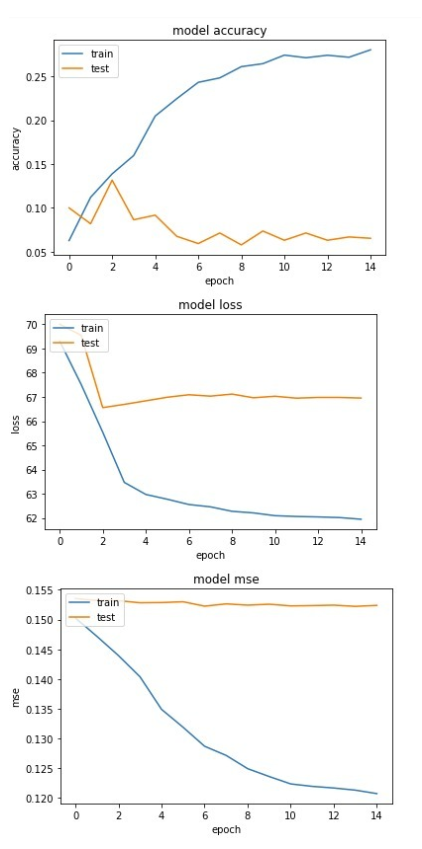 model accuracy
train
test
0.25
0.20
0.15
0.10
0.05
accuracy
0 2 4 6 8 10 12 14
epoch
model loss
train
test
70
69
68
67
66
65
64
63
62
loss
0 2 4 6 8 10 12 14
epoch
model mse
train
test
0.155
0.150
0.145
0.140
0.135
0.130
0.125
0.120
mse
0 2 4 6 8 10 12 14
epoch